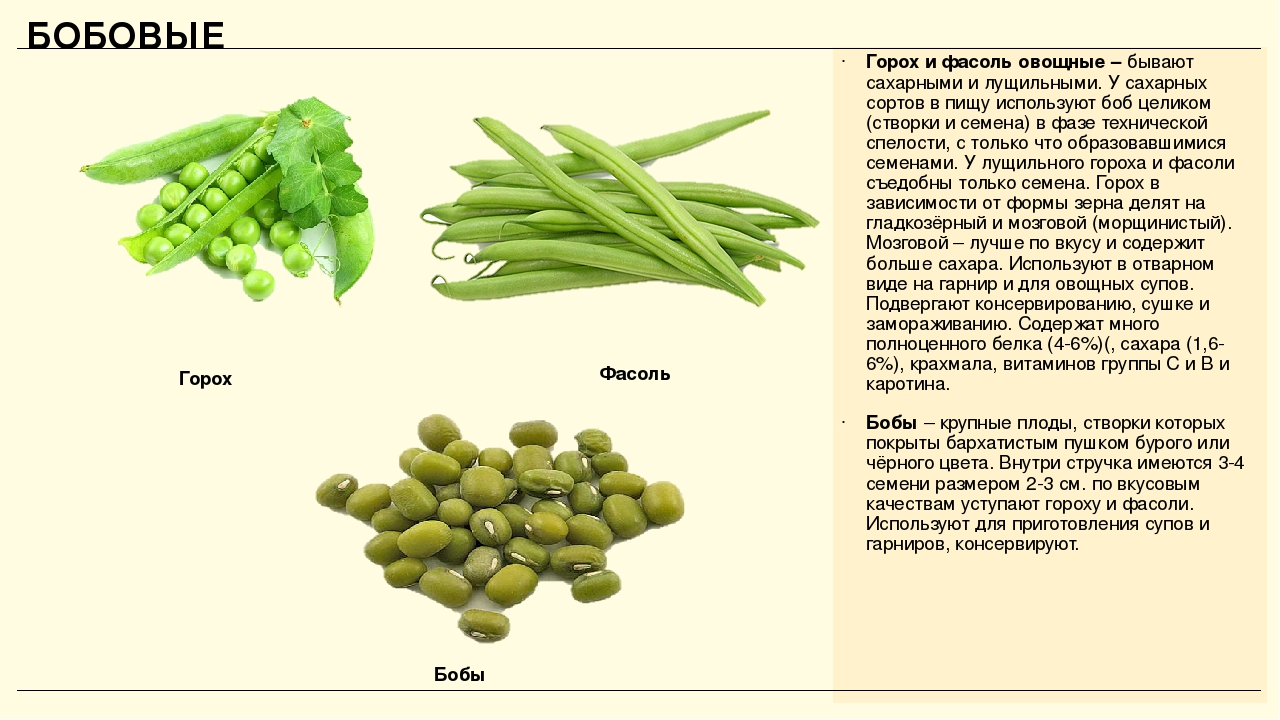 БОБОВЫЕ
Горох
Фасоль
Бобы
· Горох и фасоль овощные – бывают
сахарными и лущильными. У сахарных
сортов в пищу используют боб целиком
(створки и семена) в фазе технической
спелости, с только что образовавшимися
семенами. У лущильного гороха и фасоли
съедобны только семена. Горох в
зависимости от формы зерна делят на
гладкозёрный и мозговой (морщинистый).
Мозговой – лучше по вкусу и содержит
больше сахара. Используют в отварном
виде на гарнир и для овощных супов.
Подвергают консервированию, сушке и
замораживанию. Содержат много
полноценного белка (4-6%)(, сахара (1,6-
6%), крахмала, витаминов группы С и В и
каротина.
· Бобы – крупные плоды, створки которых
покрыты бархатистым пушком бурого или
чёрного цвета. Внутри стручка имеются 3-4
семени размером 2-3 см. по вкусовым
качествам уступают гороху и фасоли.
Используют для приготовления супов и
гарниров, консервируют.